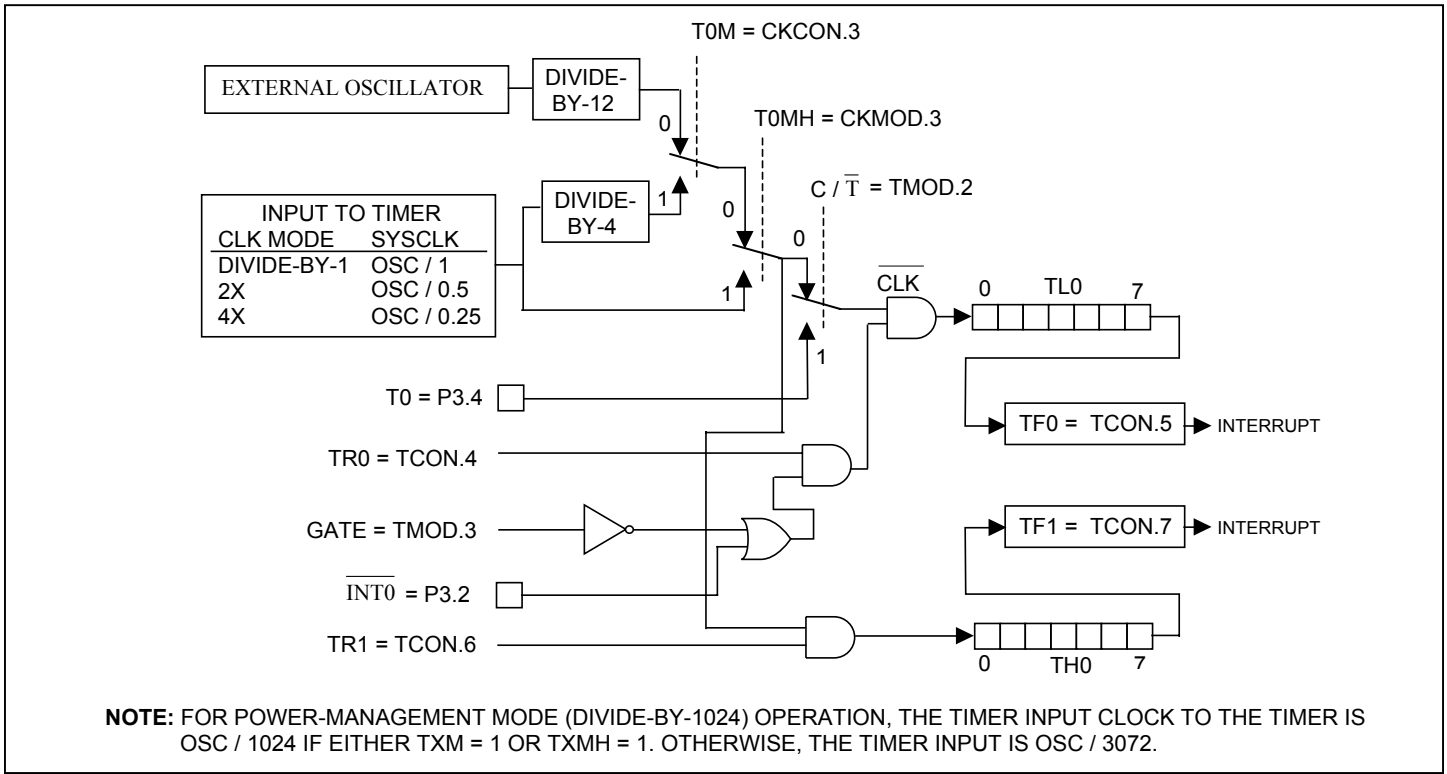 T0M = CKCON.3
EXTERNAL OSCILLATOR
DIVIDE-
BY-12
0
T0MH = CKMOD.3
1
DIVIDE-
BY-4
C / T̅ = TMOD.2
INPUT TO TIMER
CLK MODE SYSCLK
DIVIDE-BY-1 OSC / 1
2X OSC / 0.5
4X OSC / 0.25
0
1
0
1
C̅L̅K̅
0 TL0 7
T0 = P3.4
TF0 = TCON.5
INTERRUPT
TR0 = TCON.4
GATE = TMOD.3
TF1 = TCON.7
INTERRUPT
I̅N̅T̅0̅ = P3.2
TR1 = TCON.6
0 TH0 7
NOTE: FOR POWER-MANAGEMENT MODE (DIVIDE-BY-1024) OPERATION, THE TIMER INPUT CLOCK TO THE TIMER IS
OSC / 1024 IF EITHER TXM = 1 OR TXMH = 1. OTHERWISE, THE TIMER INPUT IS OSC / 3072.